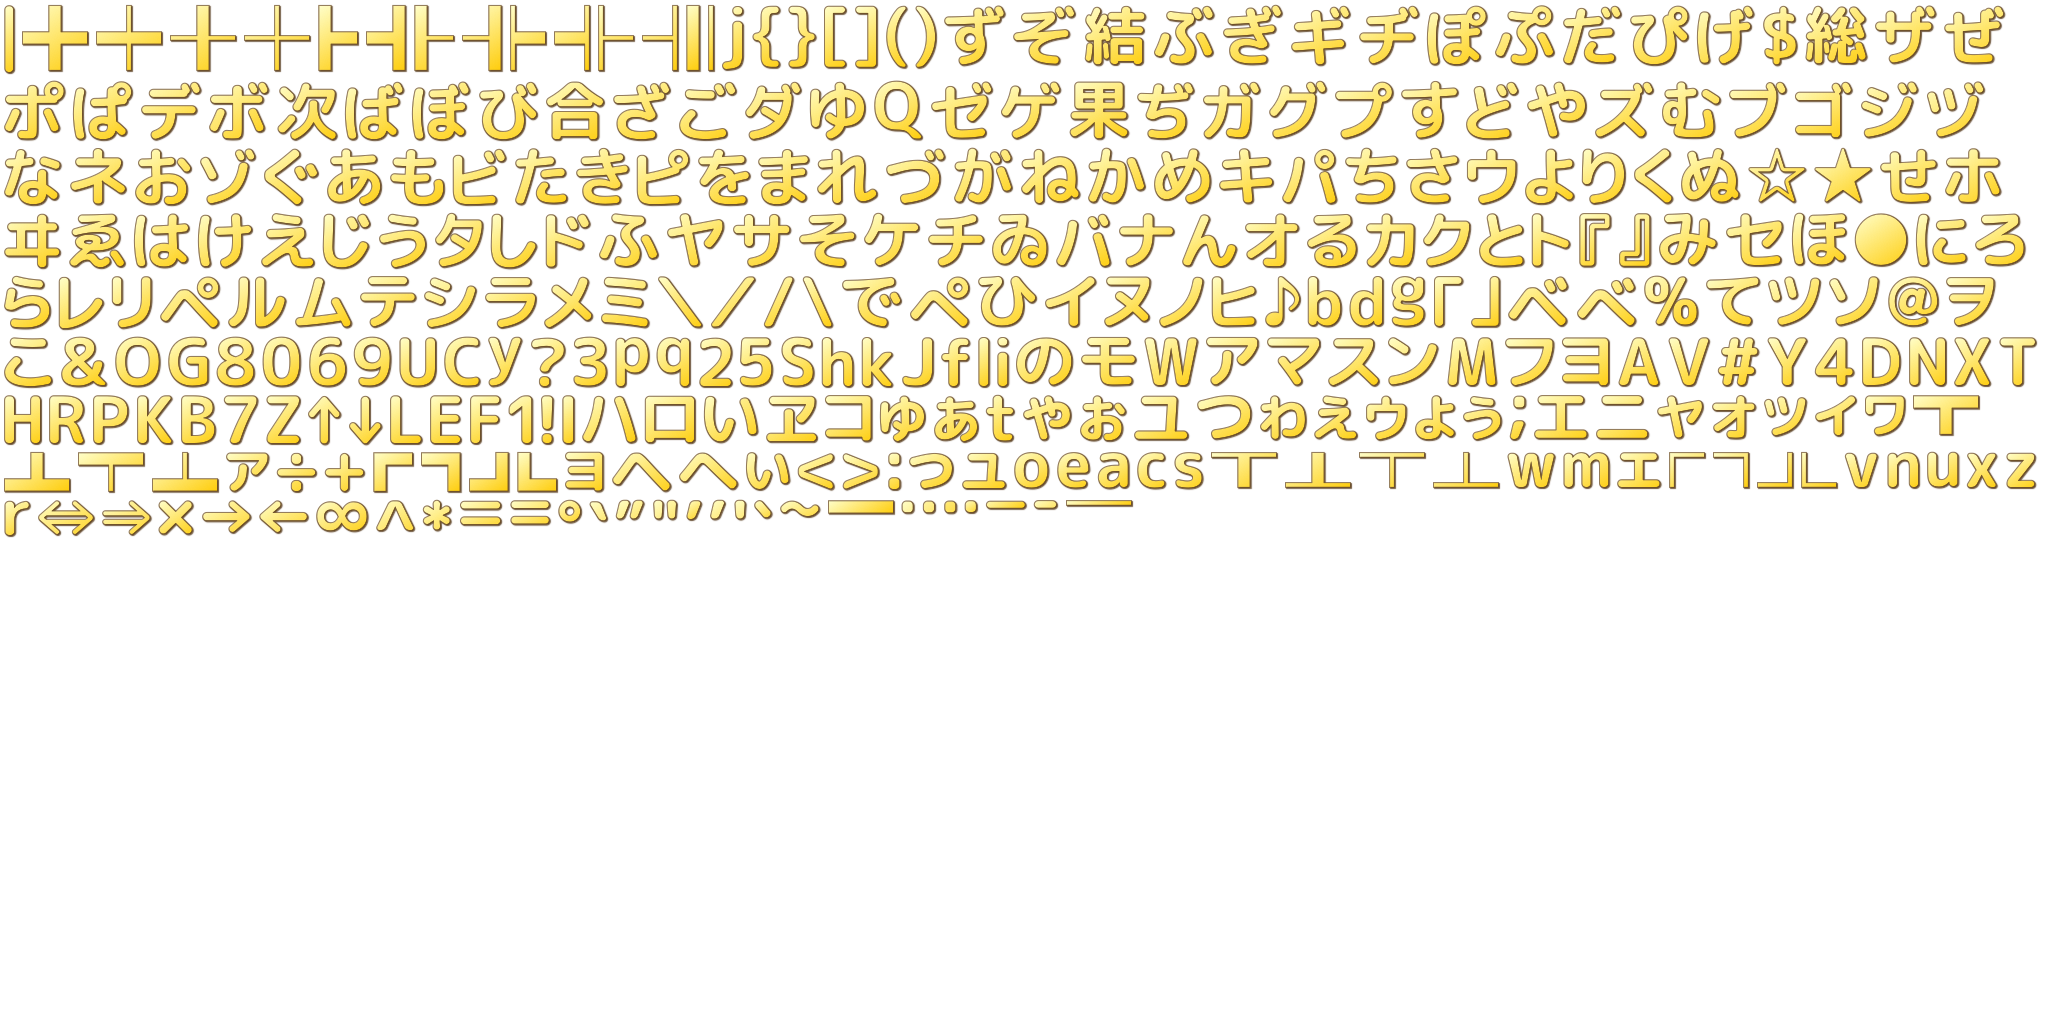 |╋╋┼┼┣┫├┤┣┤├┤┃│j{}[]()ずぞ結ぶぎギヂぽぷだぴげ$総ザぜ
ポぱデボ次ばぼび合ざごダゆQゼゲ果ぢガグプすどやズむブゴジヅ
なネおゾぐあもビたきピをまれづがねかめキパちさウよりくぬ☆★せホ
ヰゑはけえじうタしドふヤサそケチゐバナんオるカクとト『』みセほ●にろ
らレリペルムテシラメミ\/八でぺひイヌノヒ♪bdg「」べベ%てツソ@ヲ
こ&OG8069UCy?3pq25ShkJfliのモWアマスンMフヨAV#Y4DNXT
HRPKB7Z↑↓LEF1!Iハロいヱコゅぁtゃぉユつわぇゥょぅ;エニャォッィヮ┳
┻┳┻ァ÷+┏┓┛┗ョヘへぃ<>:っュoeacs┳┻┬┴wmェ┌┐┘└vnuxz
r⇔⇒×→←∞^*=゠°、〃"′′'、~━‥‥ー-─